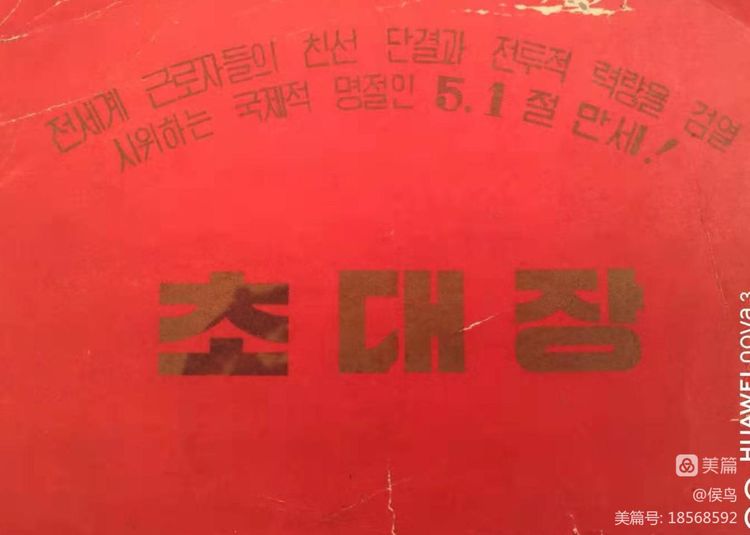 전세계 근로자들의 친선 단결과 전투적 력량을 검열
시위하는 국제적 명절인 5.1절 만세!
초대장
HUAWEI nova 3
美篇
@侯鸟
美篇号: 18568592